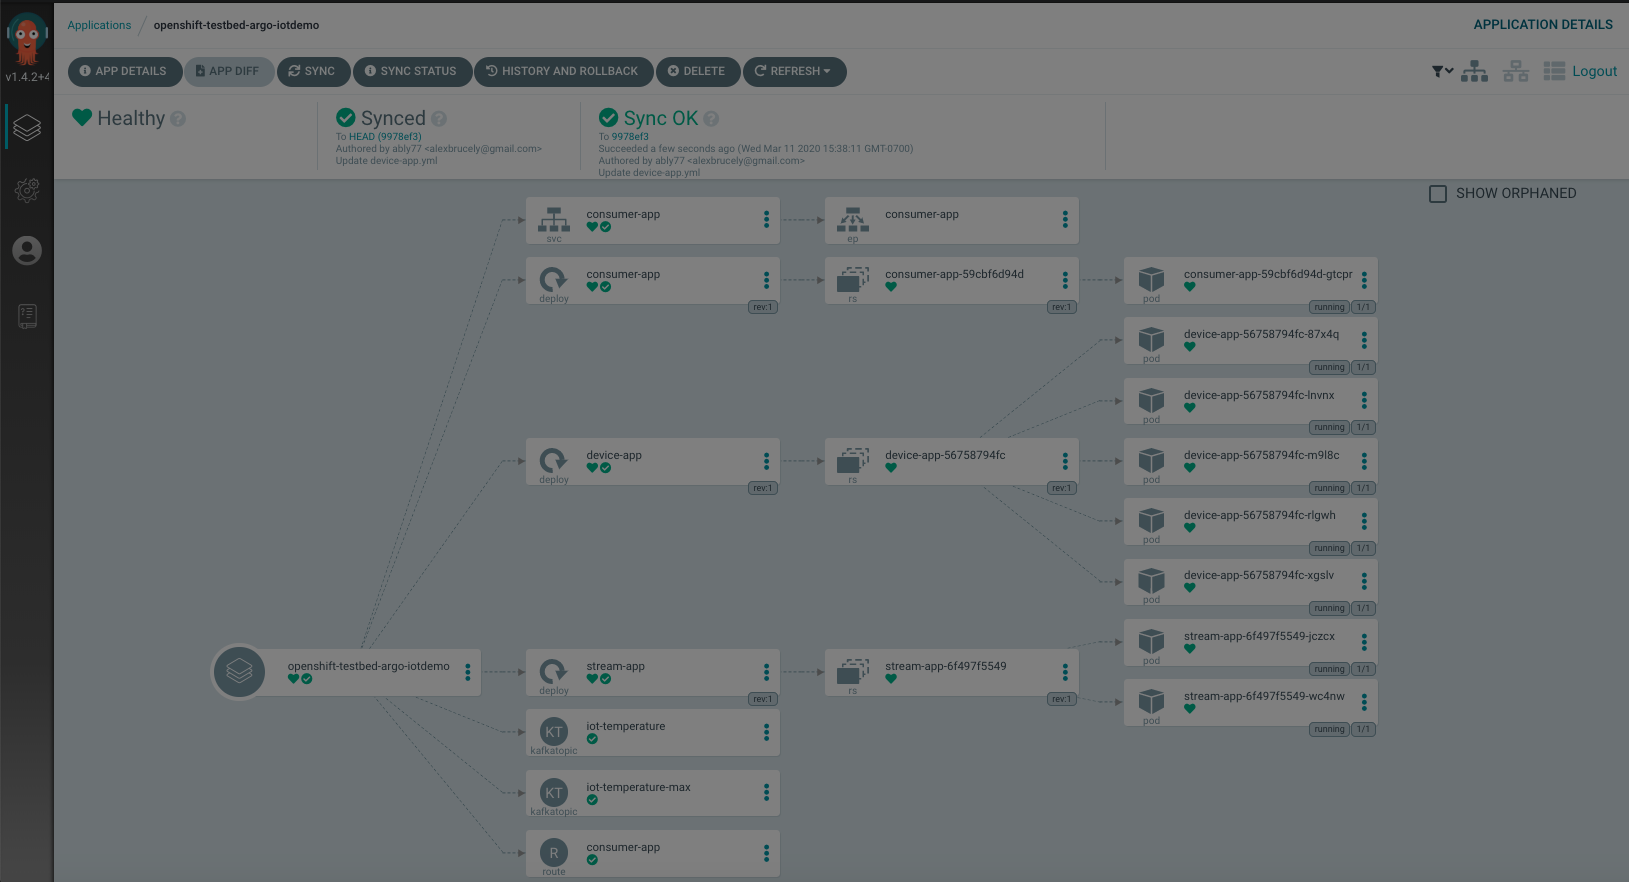 Applications / openshift-testbed-argo-iotdemo
APPLICATION DETAILS
v1.4.2+4
APP DETAILS
APP DIFF
SYNC
SYNC STATUS
HISTORY AND ROLLBACK
DELETE
REFRESH
Logout
Healthy
Synced
To HEAD (9978ef3)
Authored by ably77 <alexbrucely@gmail.com>
Update device-app.yml
Sync OK
To 9978ef3
Succeeded a few seconds ago (Wed Mar 11 2020 15:38:11 GMT-0700)
Authored by ably77 <alexbrucely@gmail.com>
Update device-app.yml
SHOW ORPHANED
consumer-app
svc
consumer-app
ep
consumer-app
deploy
rev:1
consumer-app-59cbf6d94d
rs
rev:1
consumer-app-59cbf6d94d-gtcpr
pod
running 1/1
device-app-56758794fc-87x4q
pod
running 1/1
device-app-56758794fc-lnvnx
pod
running 1/1
device-app
deploy
rev:1
device-app-56758794fc
rs
rev:1
device-app-56758794fc-m9l8c
pod
running 1/1
device-app-56758794fc-rlgwh
pod
running 1/1
device-app-56758794fc-xgslv
pod
running 1/1
openshift-testbed-argo-iotdemo
stream-app
deploy
rev:1
stream-app-6f497f5549
rs
rev:1
stream-app-6f497f5549-jczcx
pod
running 1/1
stream-app-6f497f5549-wc4nw
pod
running 1/1
KT
iot-temperature
kafkatopic
KT
iot-temperature-max
kafkatopic
R
consumer-app
route